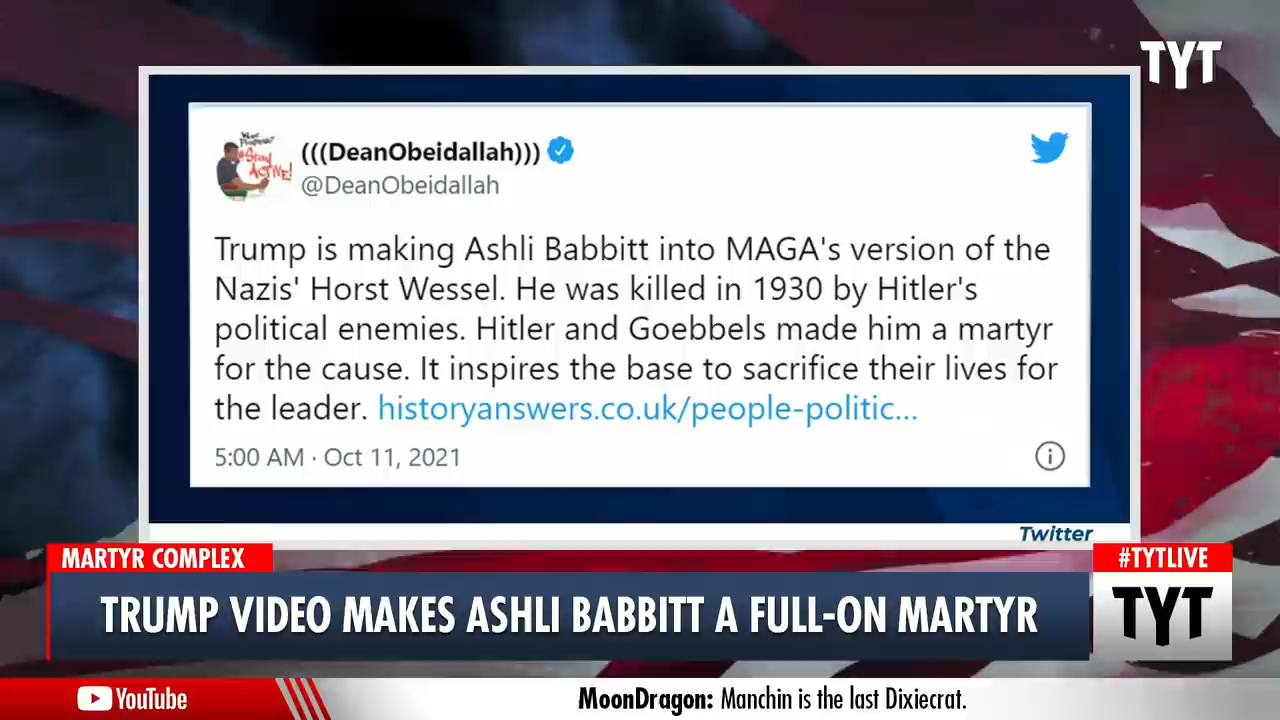 TYT
(((DeanObeidallah)))
@DeanObeidallah
Trump is making Ashli Babbitt into MAGA's version of the
Nazis' Horst Wessel. He was killed in 1930 by Hitler's
political enemies. Hitler and Goebbels made him a martyr
for the cause. It inspires the base to sacrifice their lives for
the leader. historyanswers.co.uk/people-politic...
5:00 AM · Oct 11, 2021
Twitter
MARTYR COMPLEX
#TYTLIVE
TRUMP VIDEO MAKES ASHLI BABBITT A FULL-ON MARTYR
TYT
YouTube
MoonDragon: Manchin is the last Dixiecrat.